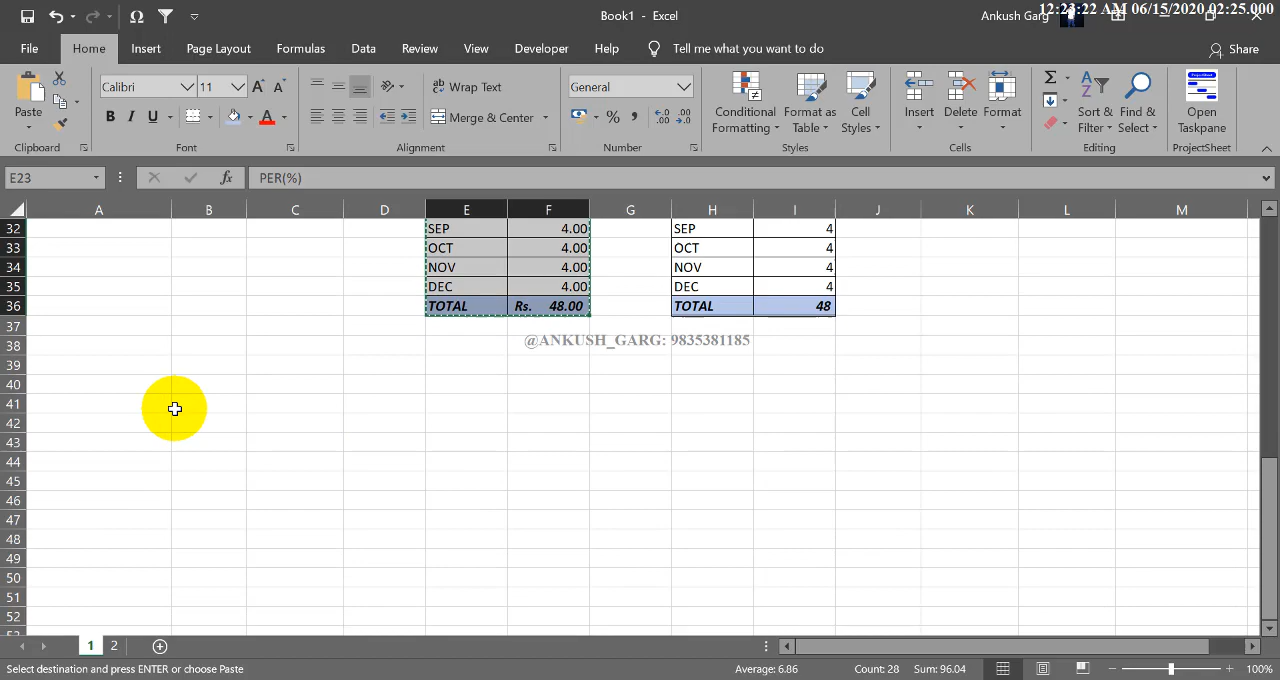 Book1 - Excel
Ankush Garg
12:23:22 AM 06/15/2020 02:25.000
File Home Insert Page Layout Formulas Data Review View Developer Help Tell me what you want to do Share
Calibri 11 Wrap Text General
Paste B I U Merge & Center % Conditional Formatting Format as Table Cell Styles Insert Delete Format Sort & Filter Find & Select Open Taskpane
Clipboard Font Alignment Number Styles Cells Editing ProjectSheet
E23 fx PER(%)
A B C D E F G H I J K L M
32 SEP 4.00 SEP 4
33 OCT 4.00 OCT 4
34 NOV 4.00 NOV 4
35 DEC 4.00 DEC 4
36 TOTAL Rs. 48.00 TOTAL 48
37
38 @ANKUSH_GARG: 9835381185
39
40
41
42
43
44
45
46
47
48
49
50
51
52
53
1 2
Select destination and press ENTER or choose Paste Average: 6.86 Count: 28 Sum: 96.04 100%